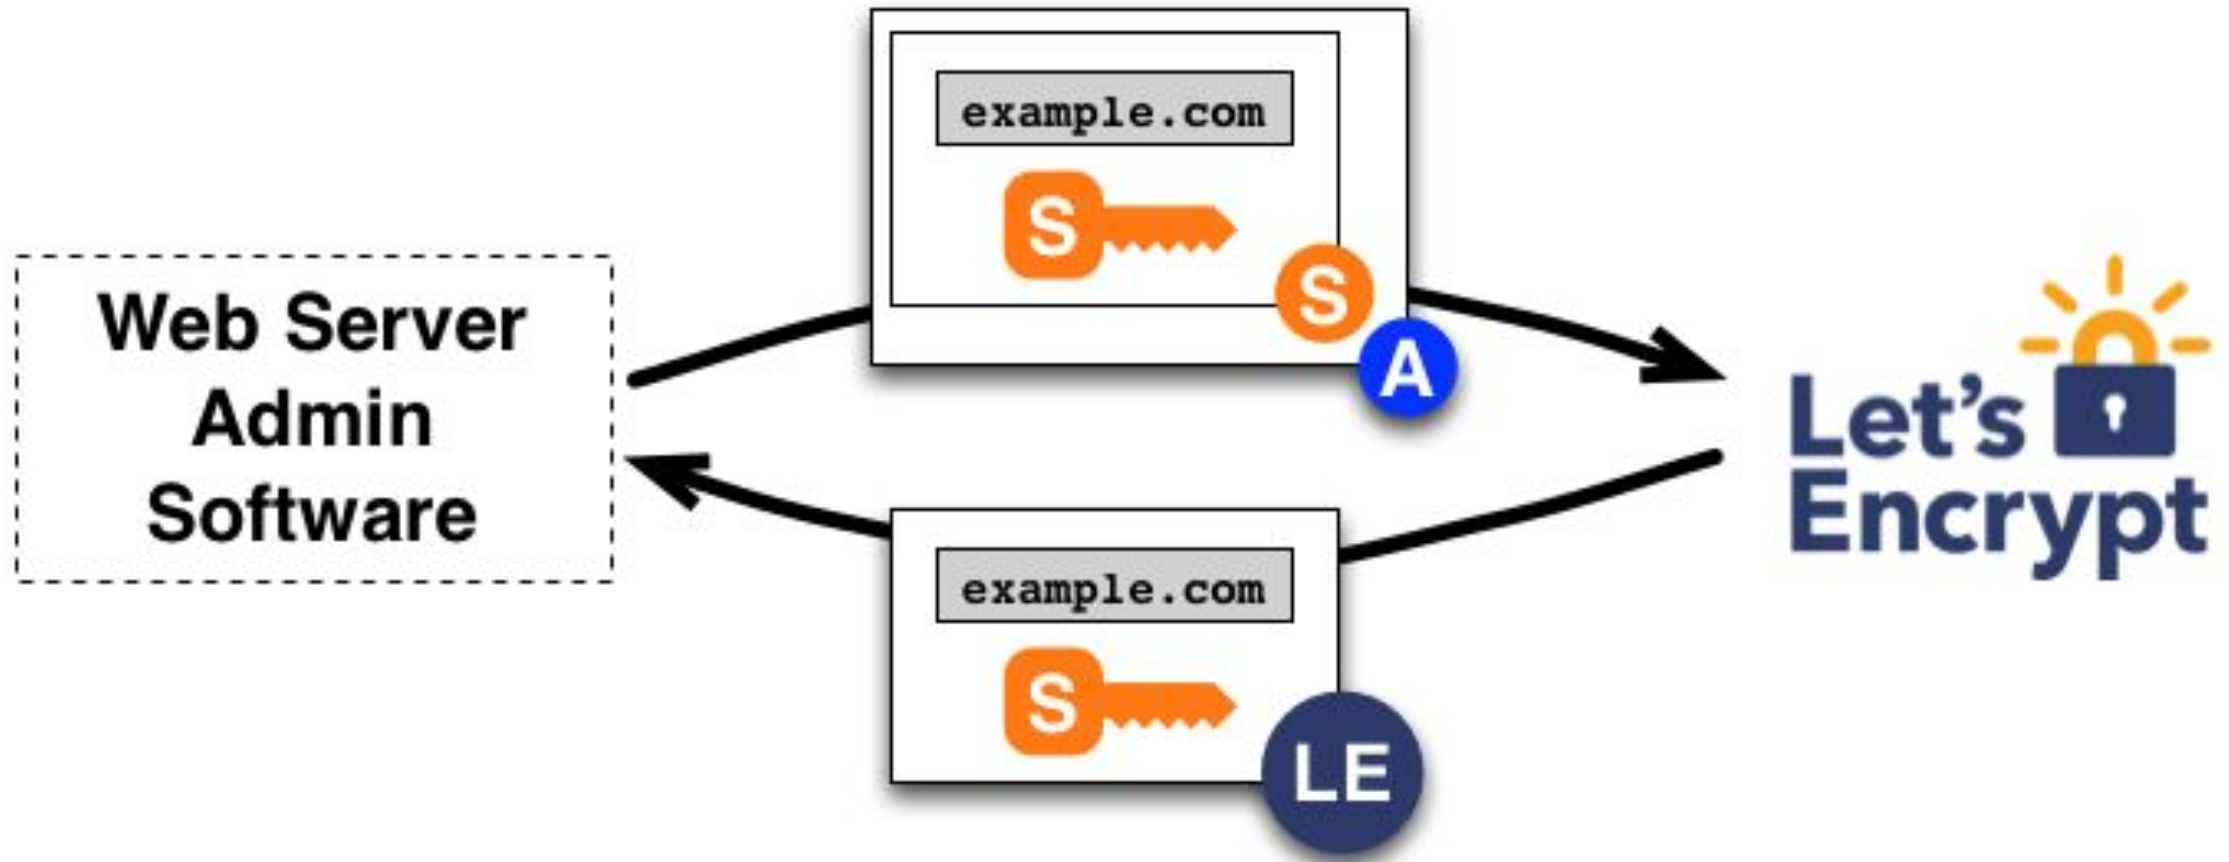 example.com
S
S
A
Web Server
Admin
Software
Let's
Encrypt
example.com
S
LE